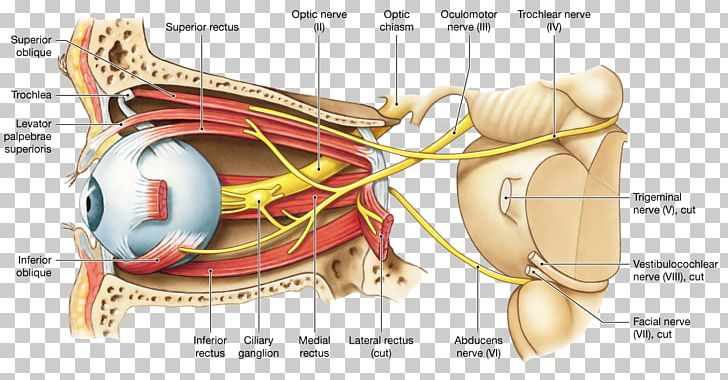 Superior
oblique
Trochlea
Levator
palpebrae
superioris
Superior rectus
Optic nerve
(II)
Optic
chiasm
Oculomotor
nerve (III)
Trochlear nerve
(IV)
Inferior
oblique
Trigeminal
nerve (V), cut
Vestibulocochlear
nerve (VIII), cut
Facial nerve
(VII), cut
Inferior
rectus
Ciliary
ganglion
Medial
rectus
Lateral rectus
(cut)
Abducens
nerve (VI)